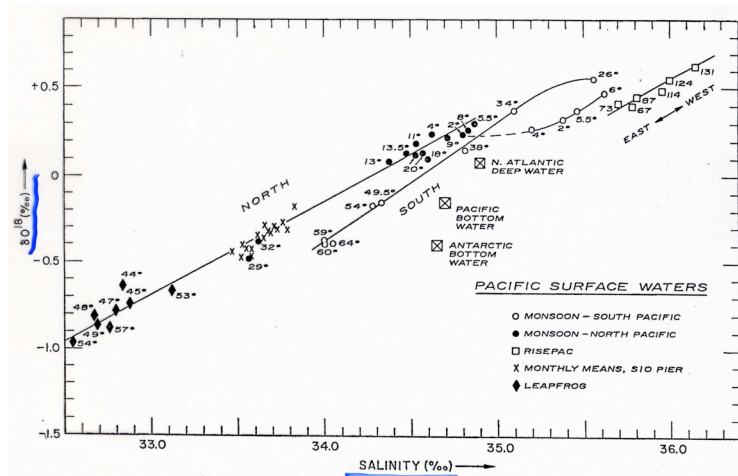 +0.5
0
-0.5
-1.0
-1.5
δO18 (‰) →
33.0
34.0
35.0
36.0
SALINITY (‰) →
NORTH
SOUTH
EAST ↔ WEST
26°
6°
5.5°
2°
4°
34°
131
124
114
87
67
73
8°
5.5°
2°
4°
11°
9°
38°
13.5°
18°
20°
13°
49.5°
54°
59°
64°
60°
32°
29°
53°
44°
45°
47°
48°
49°
57°
54°
N. ATLANTIC
DEEP WATER
PACIFIC
BOTTOM
WATER
ANTARCTIC
BOTTOM
WATER
PACIFIC SURFACE WATERS
○ MONSOON – SOUTH PACIFIC
● MONSOON – NORTH PACIFIC
□ RISEPAC
X MONTHLY MEANS, SIO PIER
♦ LEAPFROG